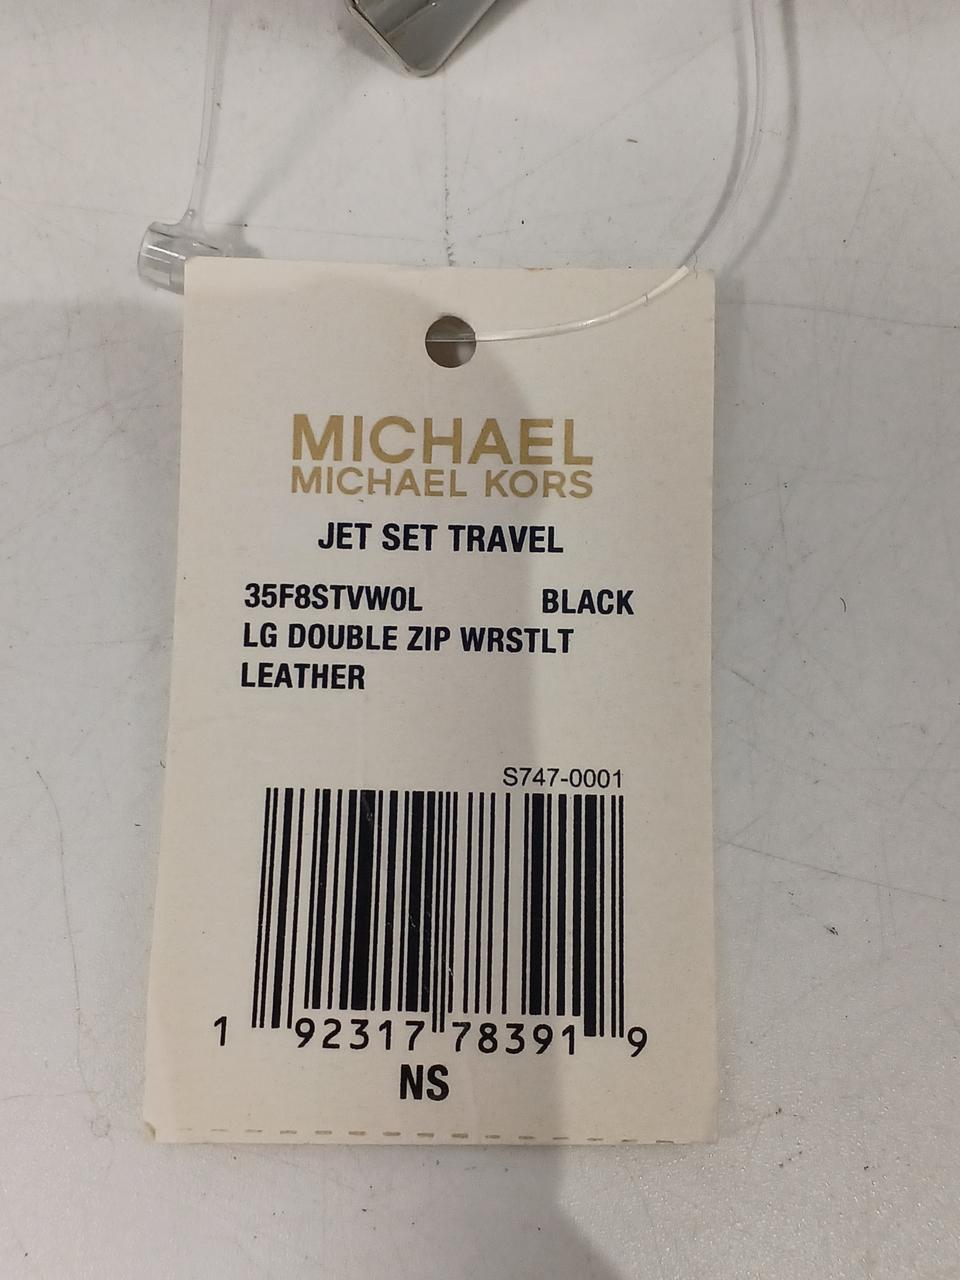 MICHAEL
MICHAEL KORS
JET SET TRAVEL
35F8STVW0L BLACK
LG DOUBLE ZIP WRSTLT
LEATHER
S747-0001
1 92317 78391 9
NS